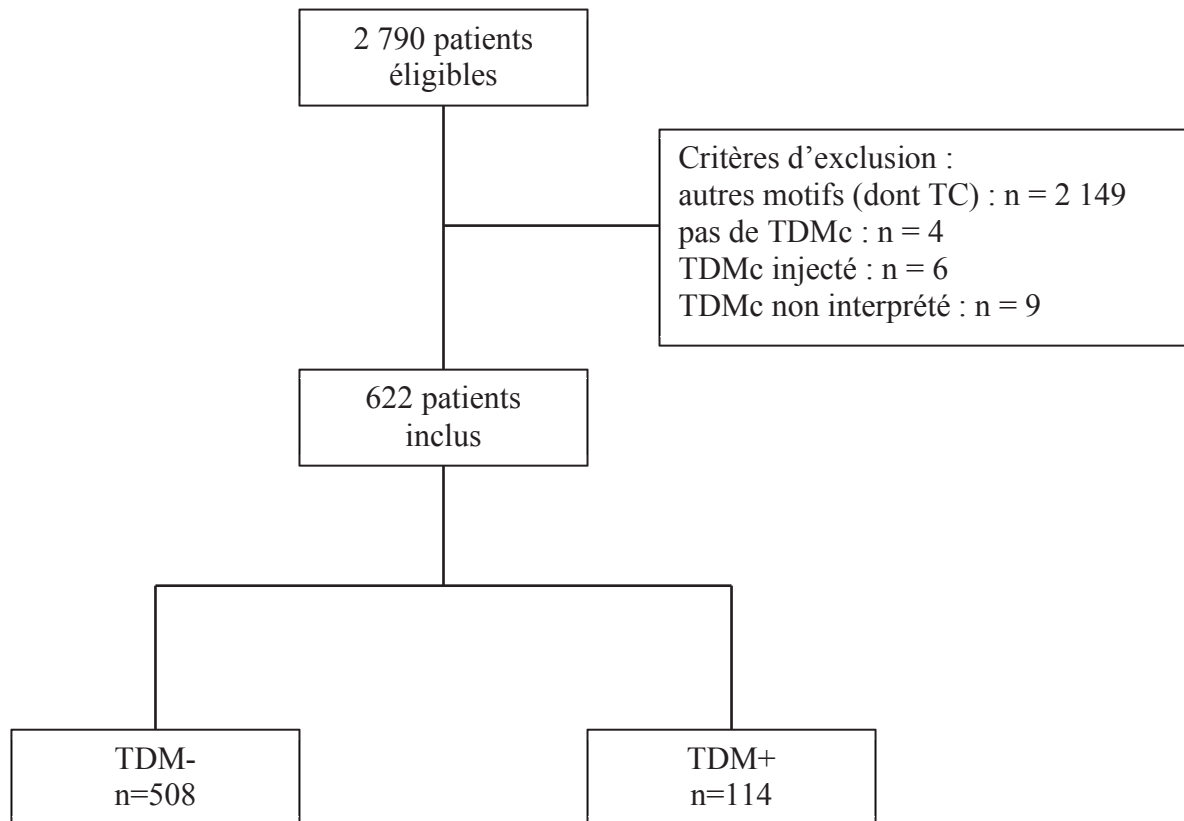 2 790 patients
éligibles
Critères d’exclusion :
autres motifs (dont TC) : n = 2 149
pas de TDMc : n = 4
TDMc injecté : n = 6
TDMc non interprété : n = 9
622 patients
inclus
TDM-
n=508
TDM+
n=114